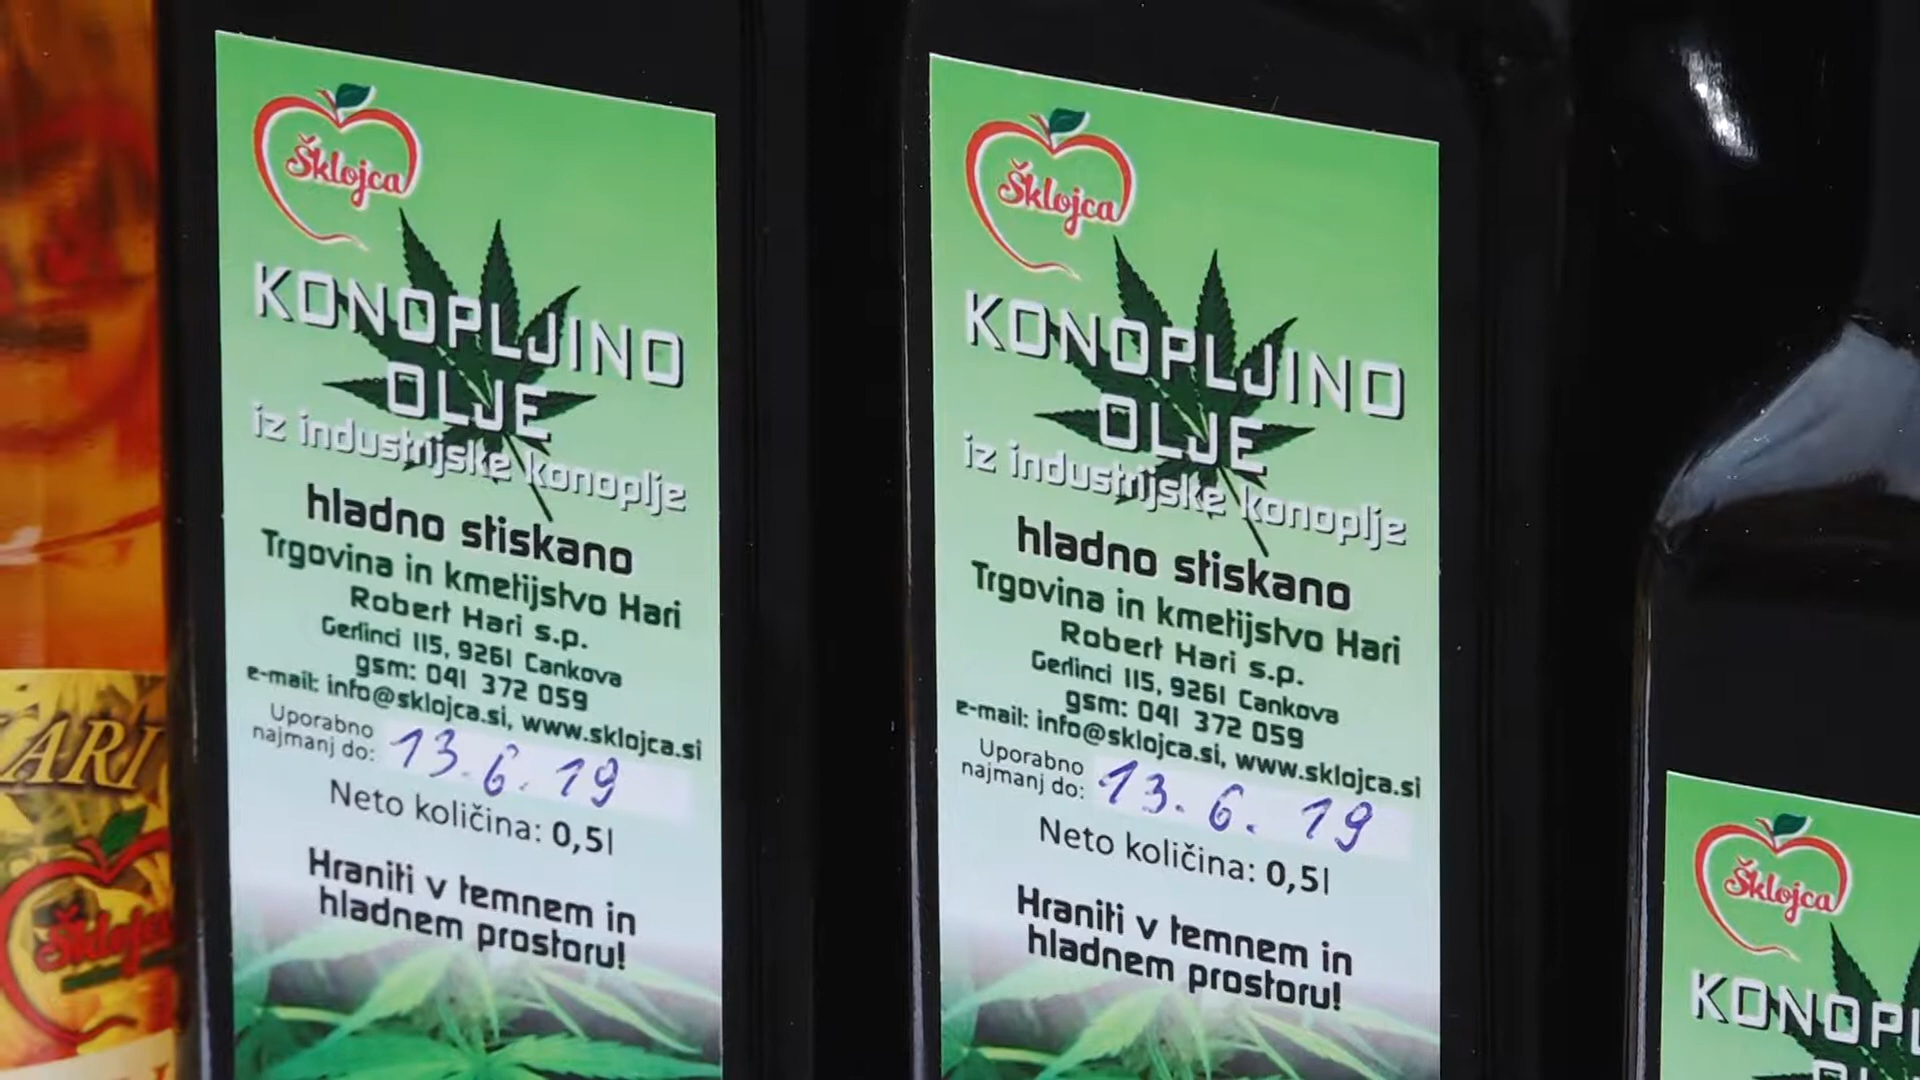 Šklojca
KONOPLJINO
OLJE
iz industrijske konoplje
hladno stiskano
Trgovina in kmetijstvo Hari
Robert Hari s.p.
Gerlinci 115, 9261 Cankova
gsm: 041 372 059
e-mail: info@sklojca.si, www.sklojca.si
Uporabno
najmanj do: 13.6.19
Neto količina: 0,5l
Hraniti v temnem in
hladnem prostoru!
Šklojca
KONOPLJINO
OLJE
iz industrijske konoplje
hladno stiskano
Trgovina in kmetijstvo Hari
Robert Hari s.p.
Gerlinci 115, 9261 Cankova
gsm: 041 372 059
e-mail: info@sklojca.si, www.sklojca.si
Uporabno
najmanj do: 13.6.19
Neto količina: 0,5l
Hraniti v temnem in
hladnem prostoru!
Šklojca
KONOPL
ARI
Šklojca